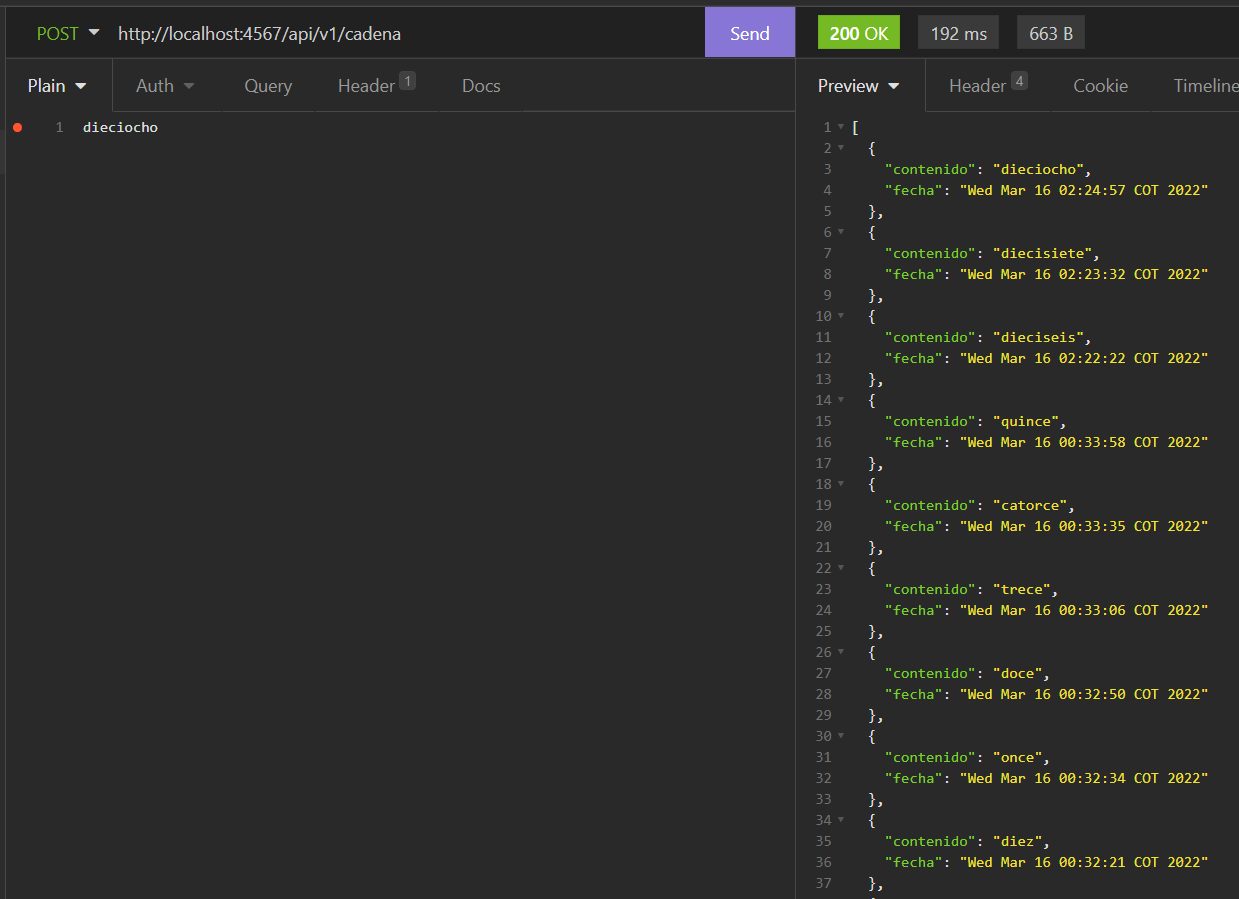 POST http://localhost:4567/api/v1/cadena Send 200 OK 192 ms 663 B
Plain Auth Query Header 1 Docs
Preview Header 4 Cookie Timeline
1 dieciocho
1 [
2 {
3 "contenido": "dieciocho",
4 "fecha": "Wed Mar 16 02:24:57 COT 2022"
5 },
6 {
7 "contenido": "diecisiete",
8 "fecha": "Wed Mar 16 02:23:32 COT 2022"
9 },
10 {
11 "contenido": "dieciseis",
12 "fecha": "Wed Mar 16 02:22:22 COT 2022"
13 },
14 {
15 "contenido": "quince",
16 "fecha": "Wed Mar 16 00:33:58 COT 2022"
17 },
18 {
19 "contenido": "catorce",
20 "fecha": "Wed Mar 16 00:33:35 COT 2022"
21 },
22 {
23 "contenido": "trece",
24 "fecha": "Wed Mar 16 00:33:06 COT 2022"
25 },
26 {
27 "contenido": "doce",
28 "fecha": "Wed Mar 16 00:32:50 COT 2022"
29 },
30 {
31 "contenido": "once",
32 "fecha": "Wed Mar 16 00:32:34 COT 2022"
33 },
34 {
35 "contenido": "diez",
36 "fecha": "Wed Mar 16 00:32:21 COT 2022"
37 },